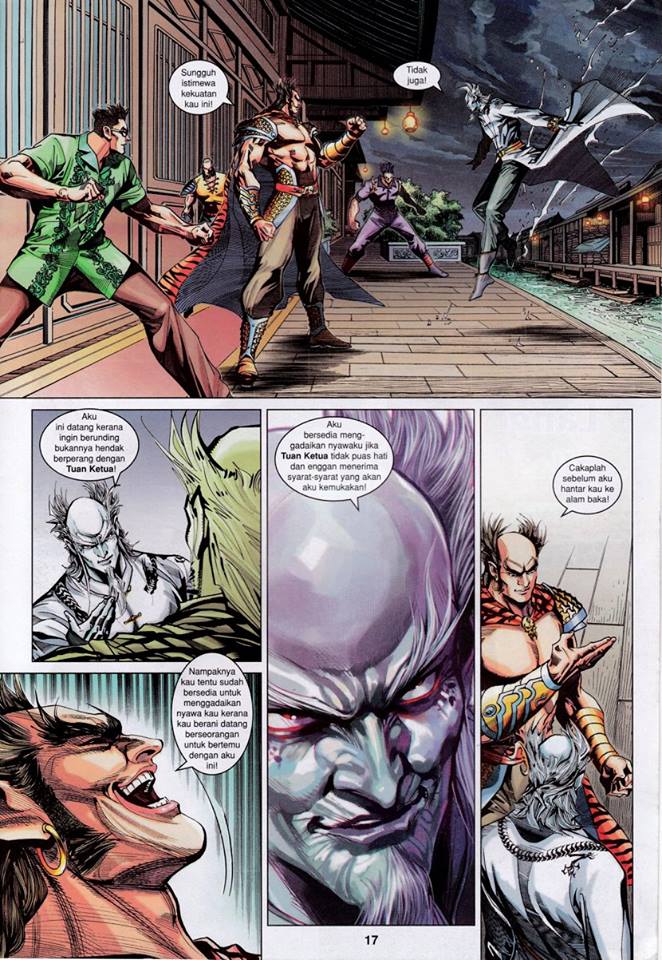 Sungguh
istimewa
kekuatan
kau ini!
Tidak
juga!
Aku
ini datang kerana
ingin berunding
bukannya hendak
berperang dengan
Tuan Ketua!
Aku
bersedia meng-
gadaikan nyawaku jika
Tuan Ketua tidak puas hati
dan enggan menerima
syarat-syarat yang akan
aku kemukakan!
Cakaplah
sebelum aku
hantar kau ke
alam baka!
Nampaknya
kau tentu sudah
bersedia untuk
menggadaikan
nyawa kau kerana
kau berani datang
berseorangan
untuk bertemu
dengan aku
ini!
17